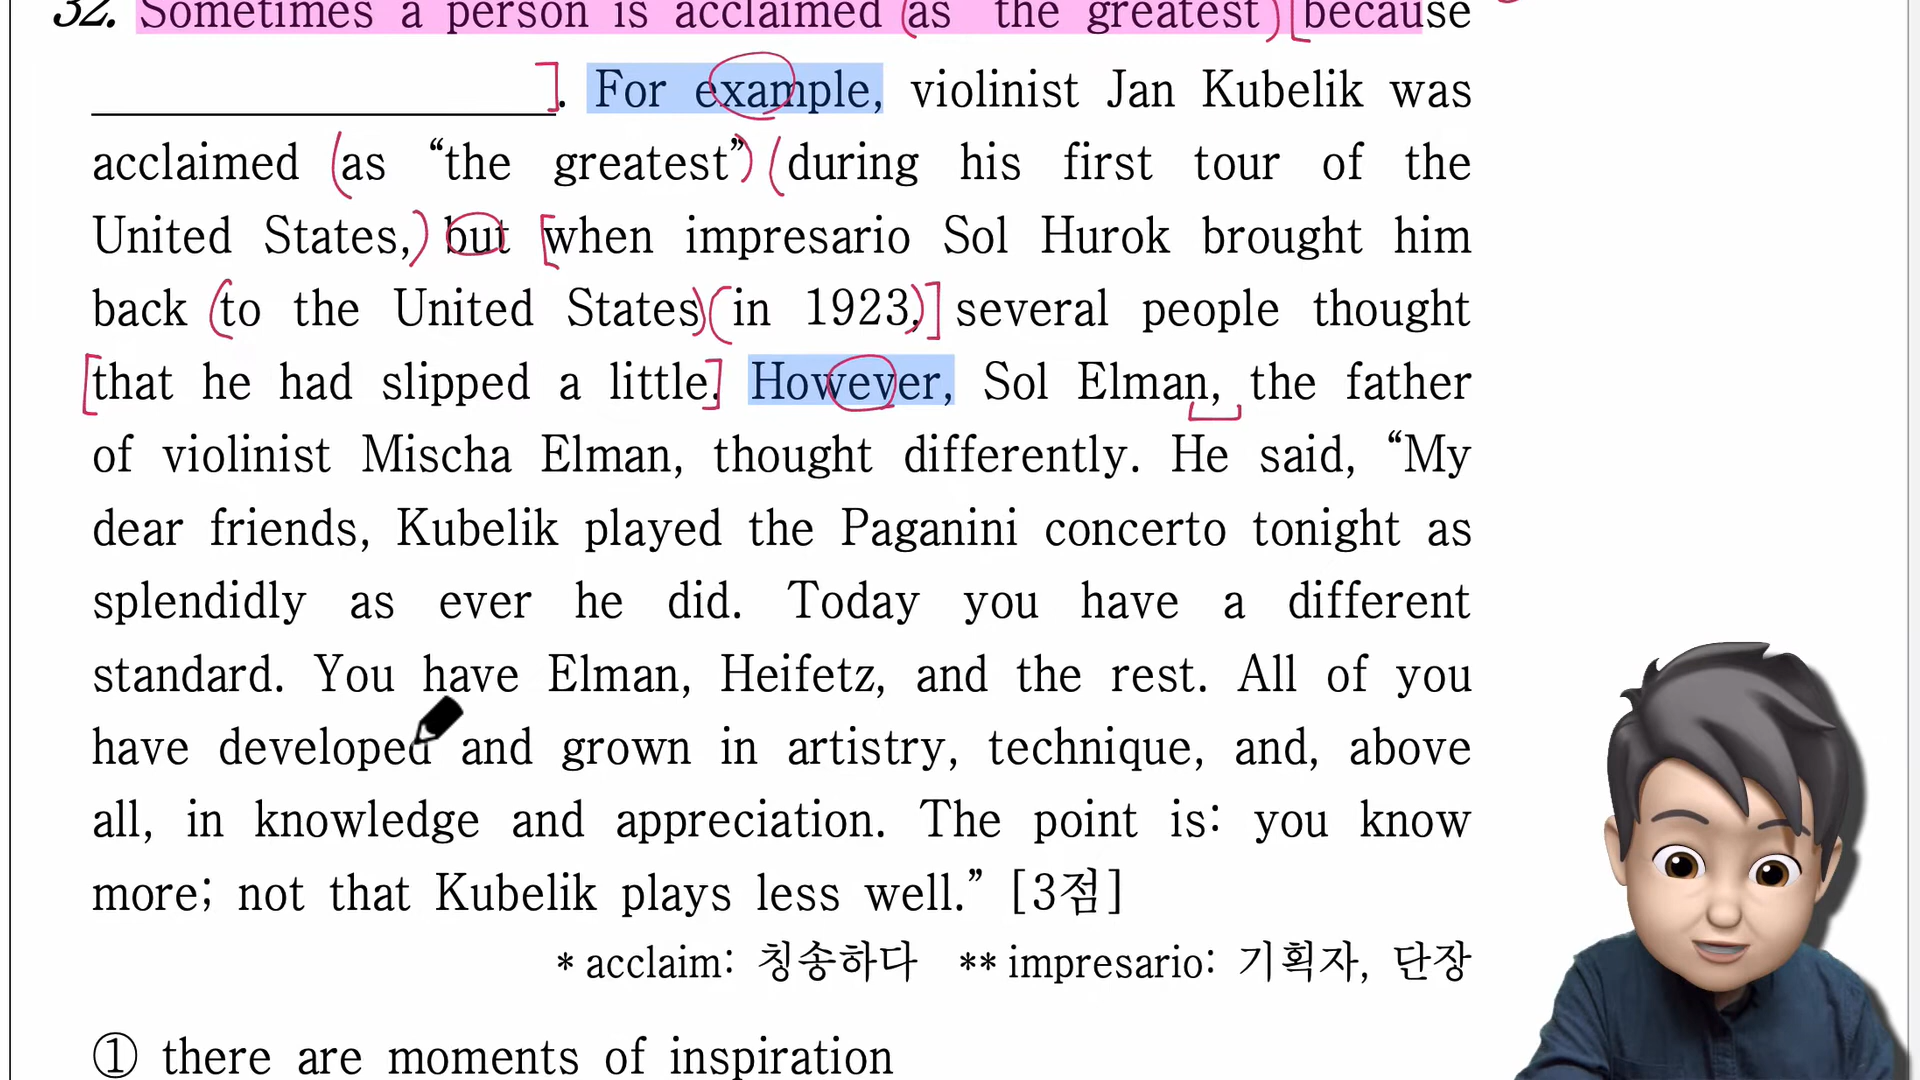 32. Sometimes a person is acclaimed as the greatest because
. For example, violinist Jan Kubelik was
acclaimed as “the greatest” during his first tour of the
United States, but when impresario Sol Hurok brought him
back to the United States in 1923, several people thought
that he had slipped a little. However, Sol Elman, the father
of violinist Mischa Elman, thought differently. He said, “My
dear friends, Kubelik played the Paganini concerto tonight as
splendidly as ever he did. Today you have a different
standard. You have Elman, Heifetz, and the rest. All of you
have developed and grown in artistry, technique, and, above
all, in knowledge and appreciation. The point is: you know
more; not that Kubelik plays less well.” [3점]
* acclaim: 칭송하다 ** impresario: 기획자, 단장
① there are moments of inspiration